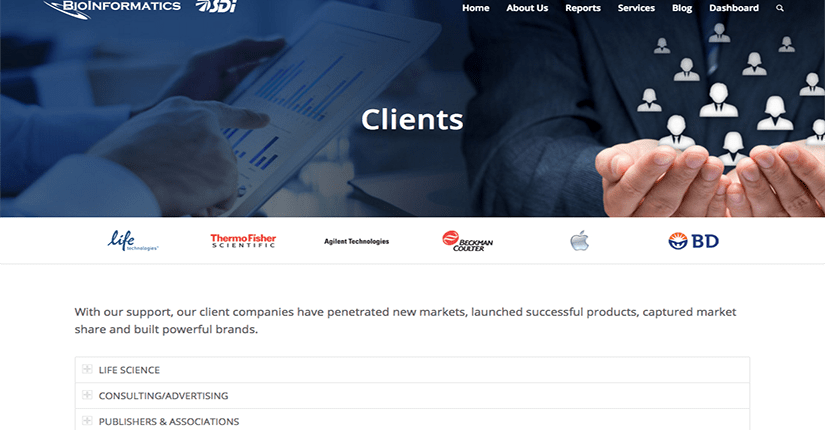 BIOINFORMATICS SDi
Home About Us Reports Services Blog Dashboard
Clients
life technologies™
ThermoFisher SCIENTIFIC
Agilent Technologies
BECKMAN COULTER
BD
With our support, our client companies have penetrated new markets, launched successful products, captured market
share and built powerful brands.
LIFE SCIENCE
CONSULTING/ADVERTISING
PUBLISHERS & ASSOCIATIONS